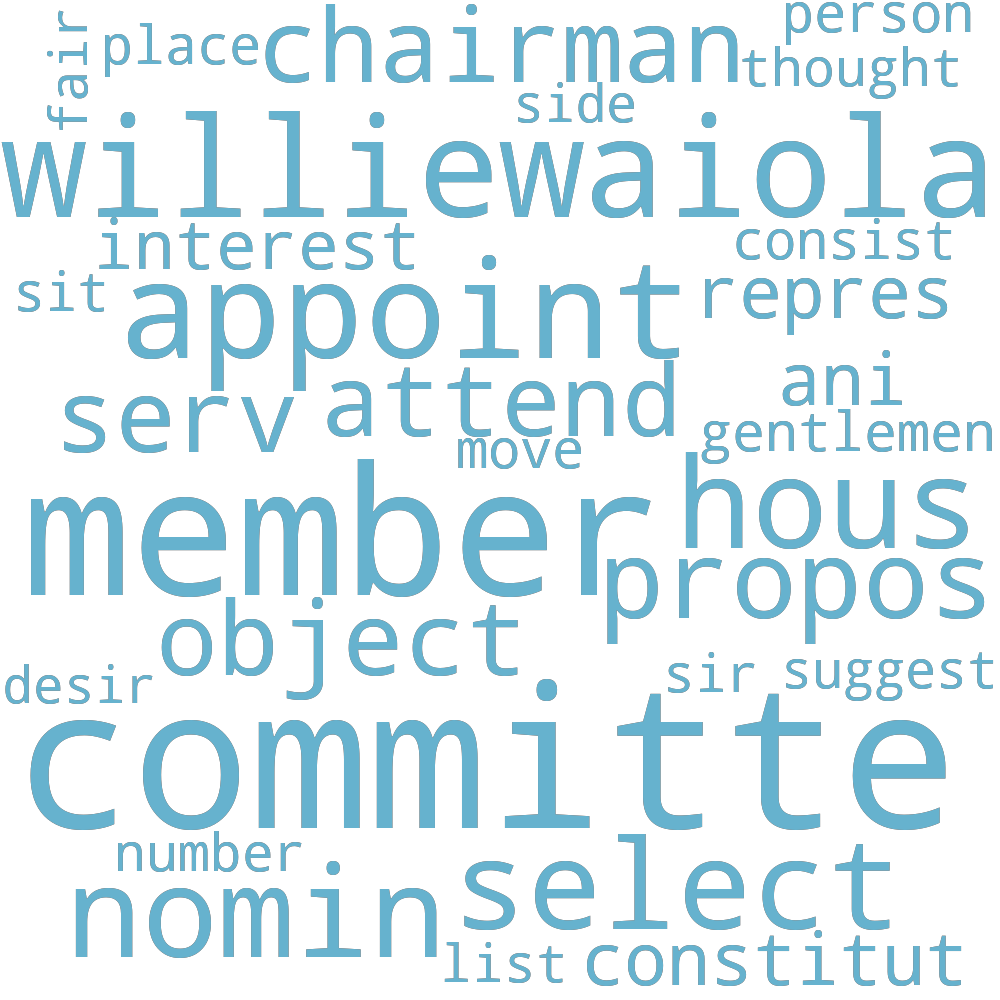 person
fair
place
chairman
thought
side
williewaiola
interest
consist
sit
appoint
repres
ani
serv
attend
gentlemen
move
member
hous
propos
object
desir
sir
suggest
committe
number
nomin
select
list
constitut